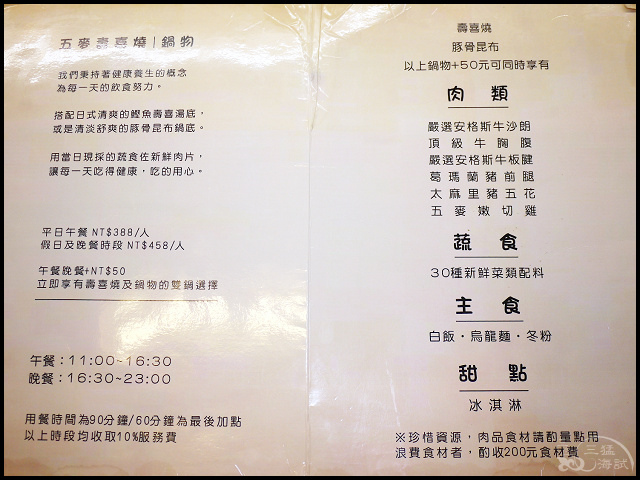 五麥壽喜燒│鍋物
我們秉持著健康養生的概念
為每一天的飲食努力。
搭配日式清爽的鰹魚壽喜湯底，
或是清淡舒爽的豚骨昆布鍋底。
用當日現採的蔬食佐新鮮肉片，
讓每一天吃得健康，吃的用心。
平日午餐 NT$388/人
假日及晚餐時段 NT$458/人
午餐晚餐+NT$50
立即享有壽喜燒及鍋物的雙鍋選擇
午餐：11:00~16:30
晚餐：16:30~23:00
用餐時間為90分鐘/60分鐘為最後加點
以上時段均收取10%服務費
壽喜燒
豚骨昆布
以上鍋物+50元可同時享有
肉 類
嚴選安格斯牛沙朗
頂級牛胸腹
嚴選安格斯牛板腱
葛瑪蘭豬前腿
太麻里豬五花
五麥嫩切雞
蔬 食
30種新鮮菜類配料
主 食
白飯・烏龍麵・冬粉
甜 點
冰淇淋
※珍惜資源，肉品食材請酌量點用
浪費食材者，酌收200元食材費
三猛
海試